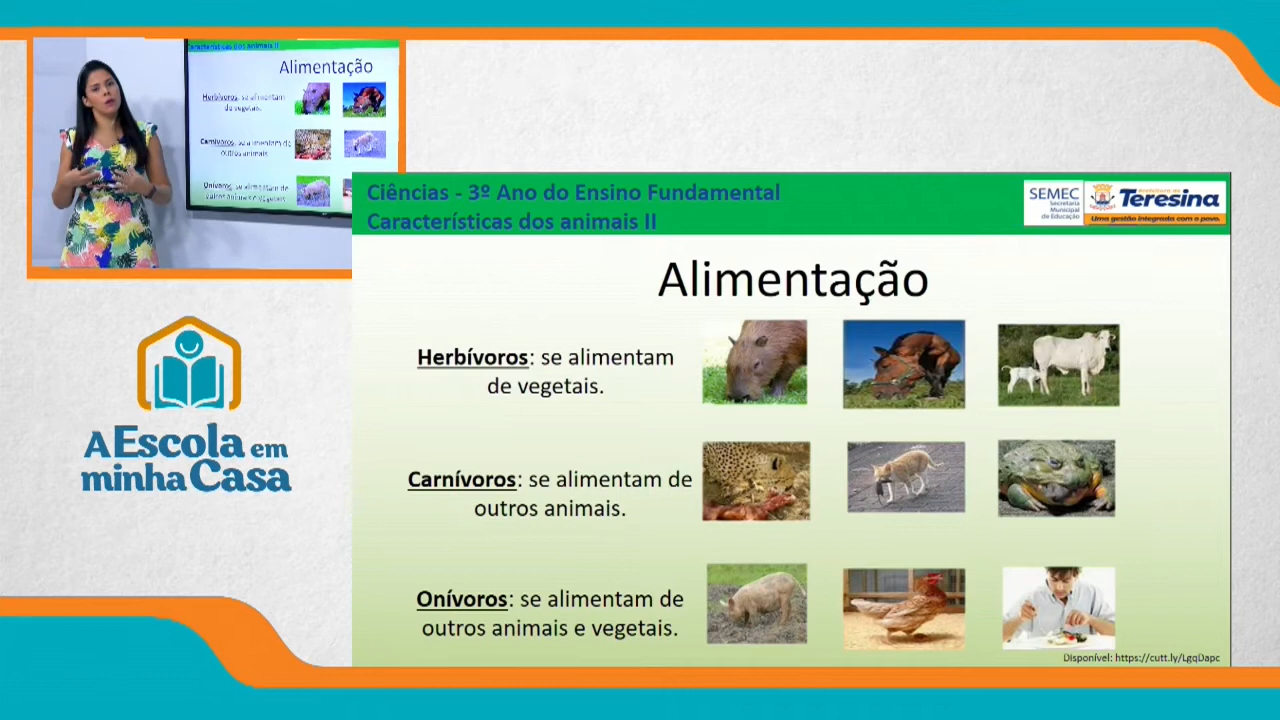 Características dos animais II
Alimentação
Herbívoros: se alimentam
de vegetais.
Carnívoros: se alimentam de
outros animais
Onívoros: se alimentam de
outros animais e vegetais.
Ciências - 3º Ano do Ensino Fundamental
Características dos animais II
SEMEC
Secretaria
Municipal
de Educação
Prefeitura de
Teresina
Uma gestão integrada com o povo.
Alimentação
Herbívoros: se alimentam
de vegetais.
Carnívoros: se alimentam de
outros animais.
Onívoros: se alimentam de
outros animais e vegetais.
Disponível: https://cutt.ly/LgqDapc
A Escola em
minha Casa